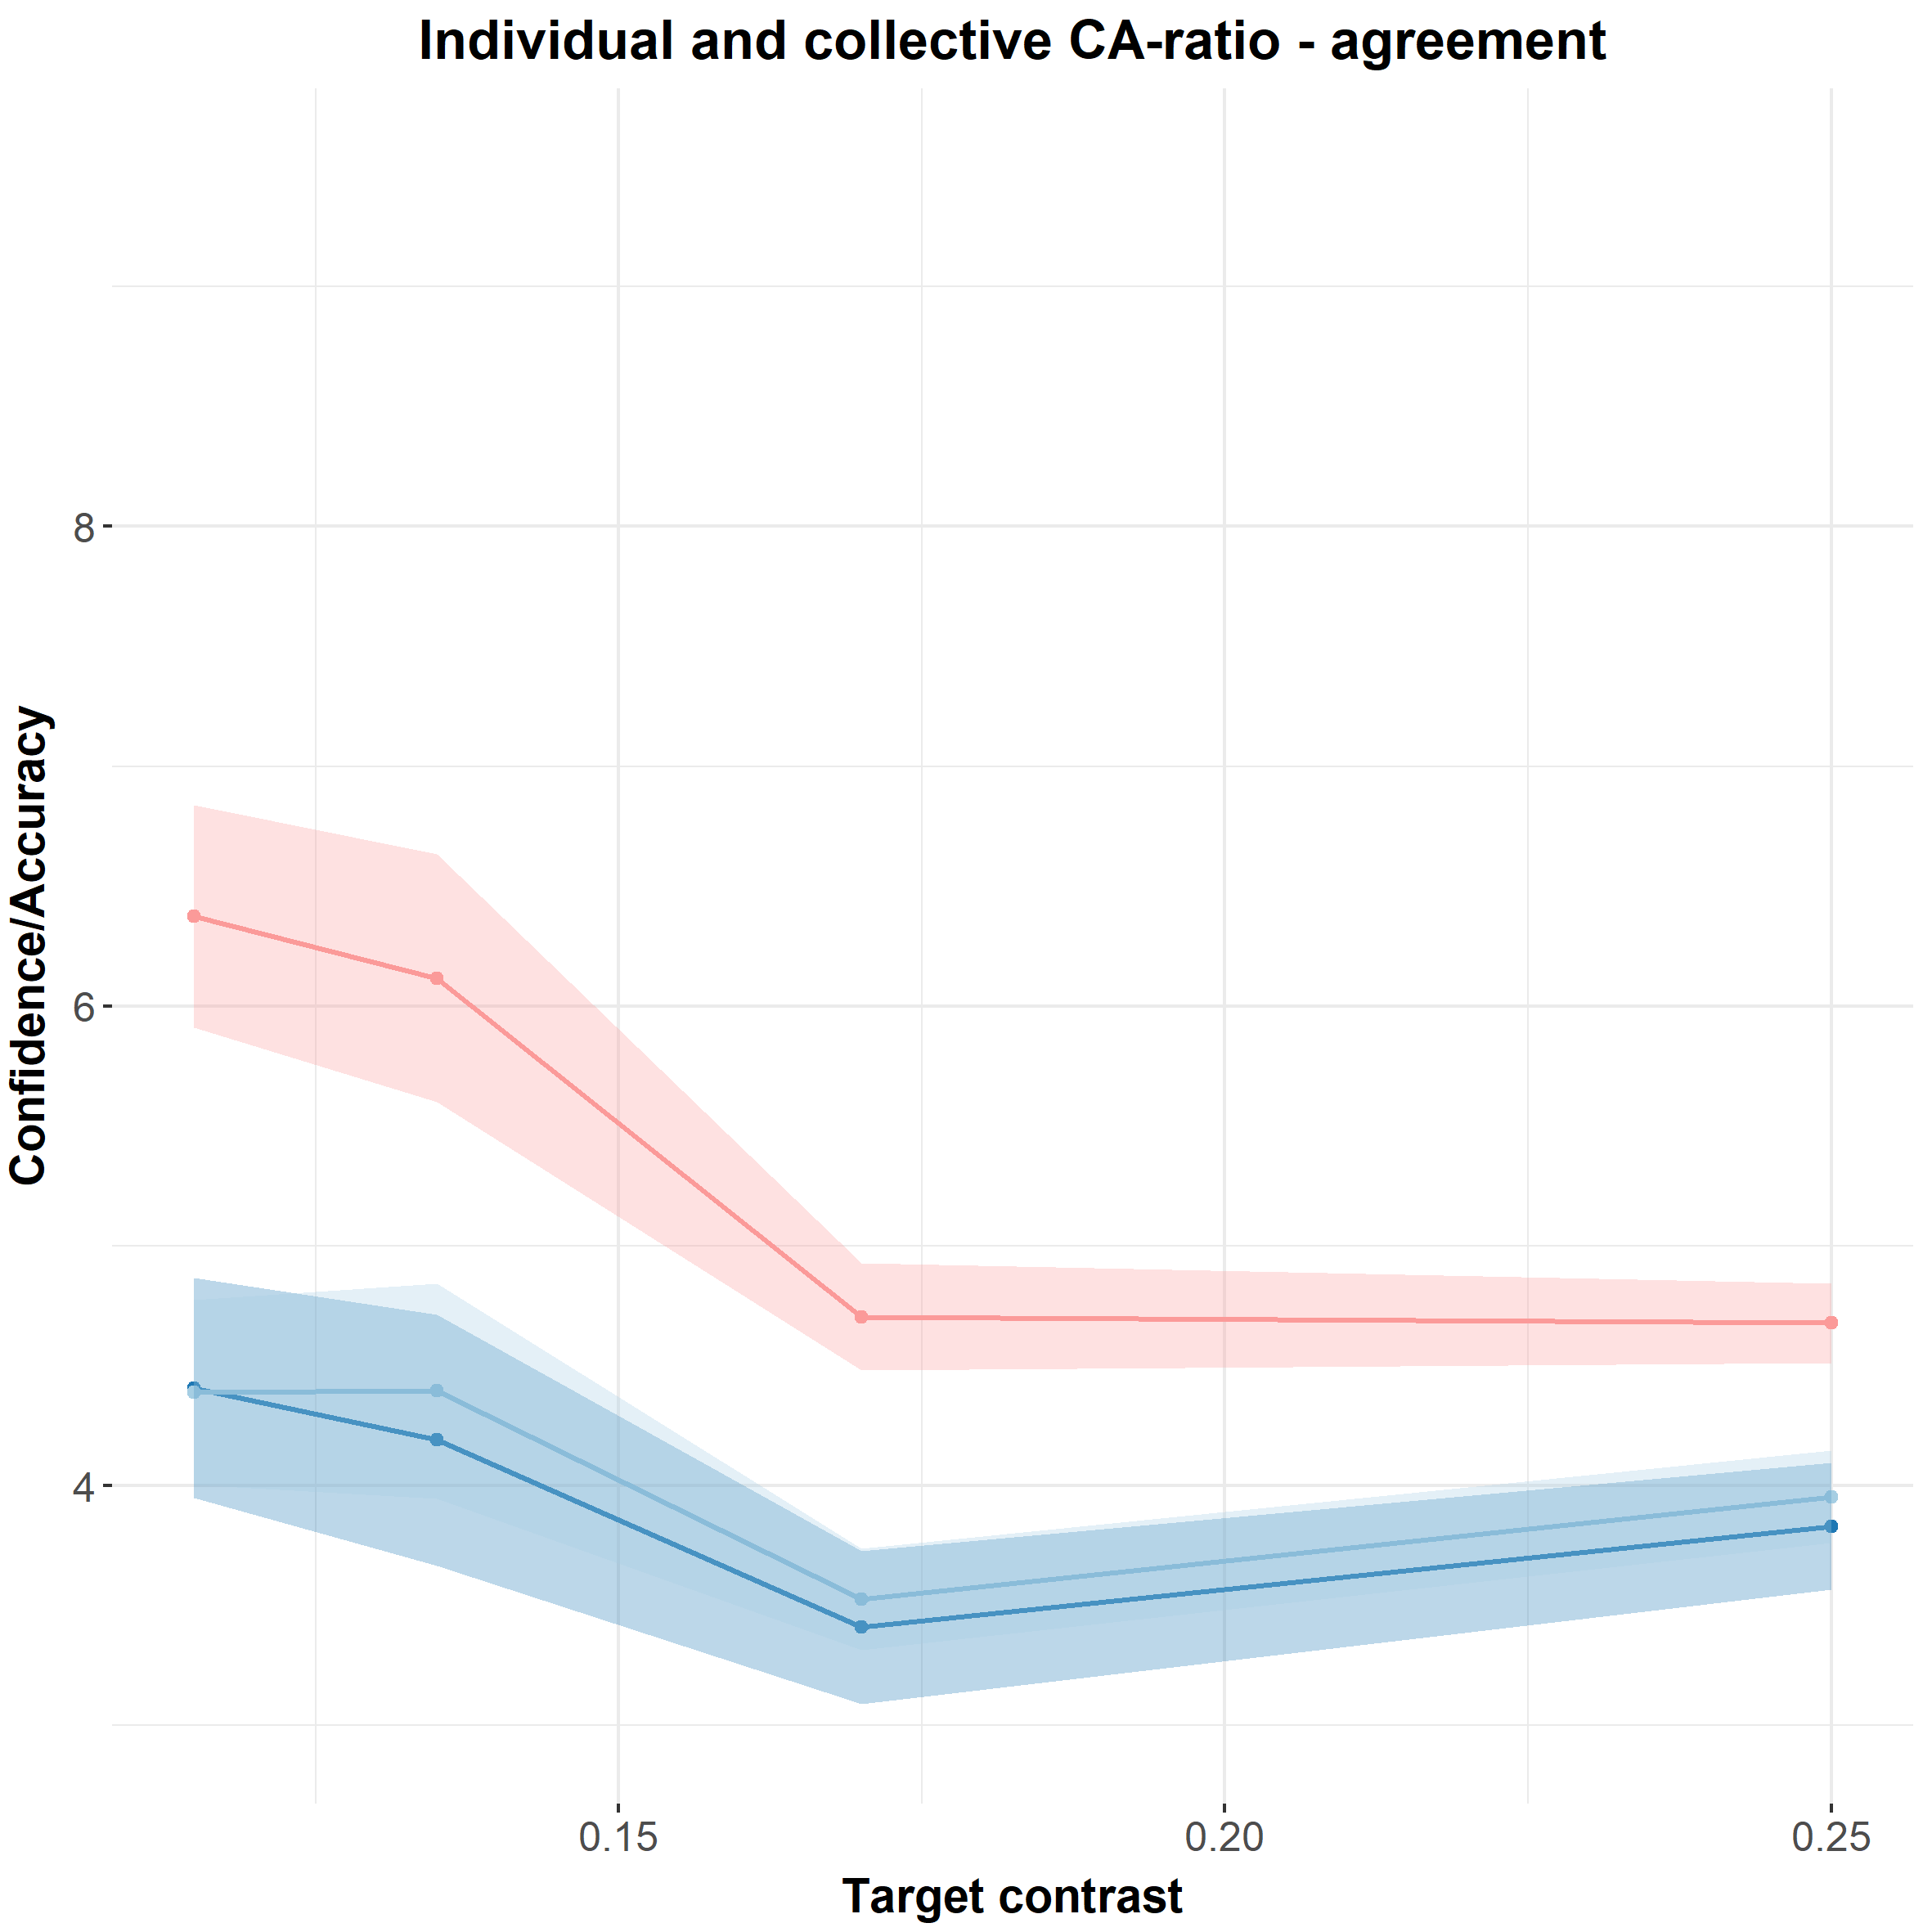 Individual and collective CA-ratio - agreement
Confidence/Accuracy
8
6
4
0.15 0.20 0.25
Target contrast